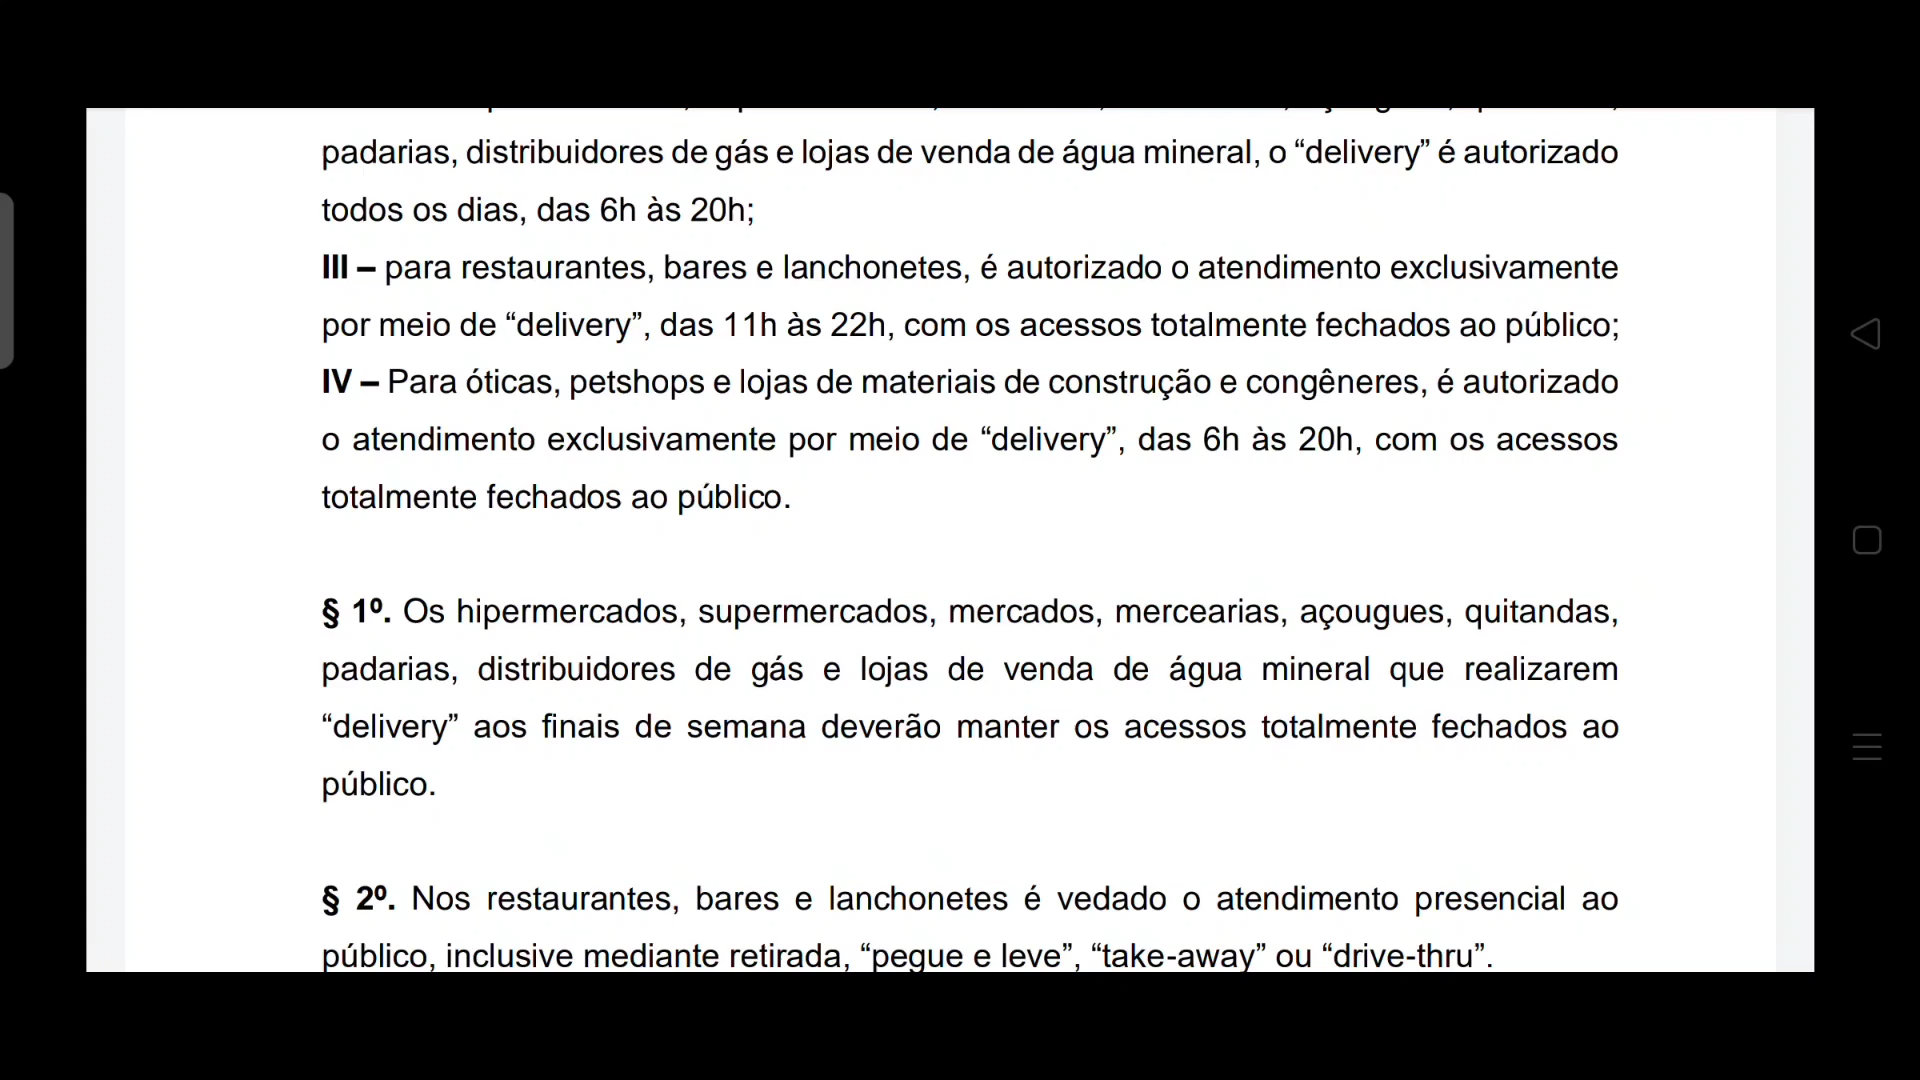 padarias, distribuidores de gás e lojas de venda de água mineral, o “delivery” é autorizado
todos os dias, das 6h às 20h;
III – para restaurantes, bares e lanchonetes, é autorizado o atendimento exclusivamente
por meio de “delivery”, das 11h às 22h, com os acessos totalmente fechados ao público;
IV – Para óticas, petshops e lojas de materiais de construção e congêneres, é autorizado
o atendimento exclusivamente por meio de “delivery”, das 6h às 20h, com os acessos
totalmente fechados ao público.
§ 1º. Os hipermercados, supermercados, mercados, mercearias, açougues, quitandas,
padarias, distribuidores de gás e lojas de venda de água mineral que realizarem
“delivery” aos finais de semana deverão manter os acessos totalmente fechados ao
público.
§ 2º. Nos restaurantes, bares e lanchonetes é vedado o atendimento presencial ao
público, inclusive mediante retirada, “pegue e leve”, “take-away” ou “drive-thru”.